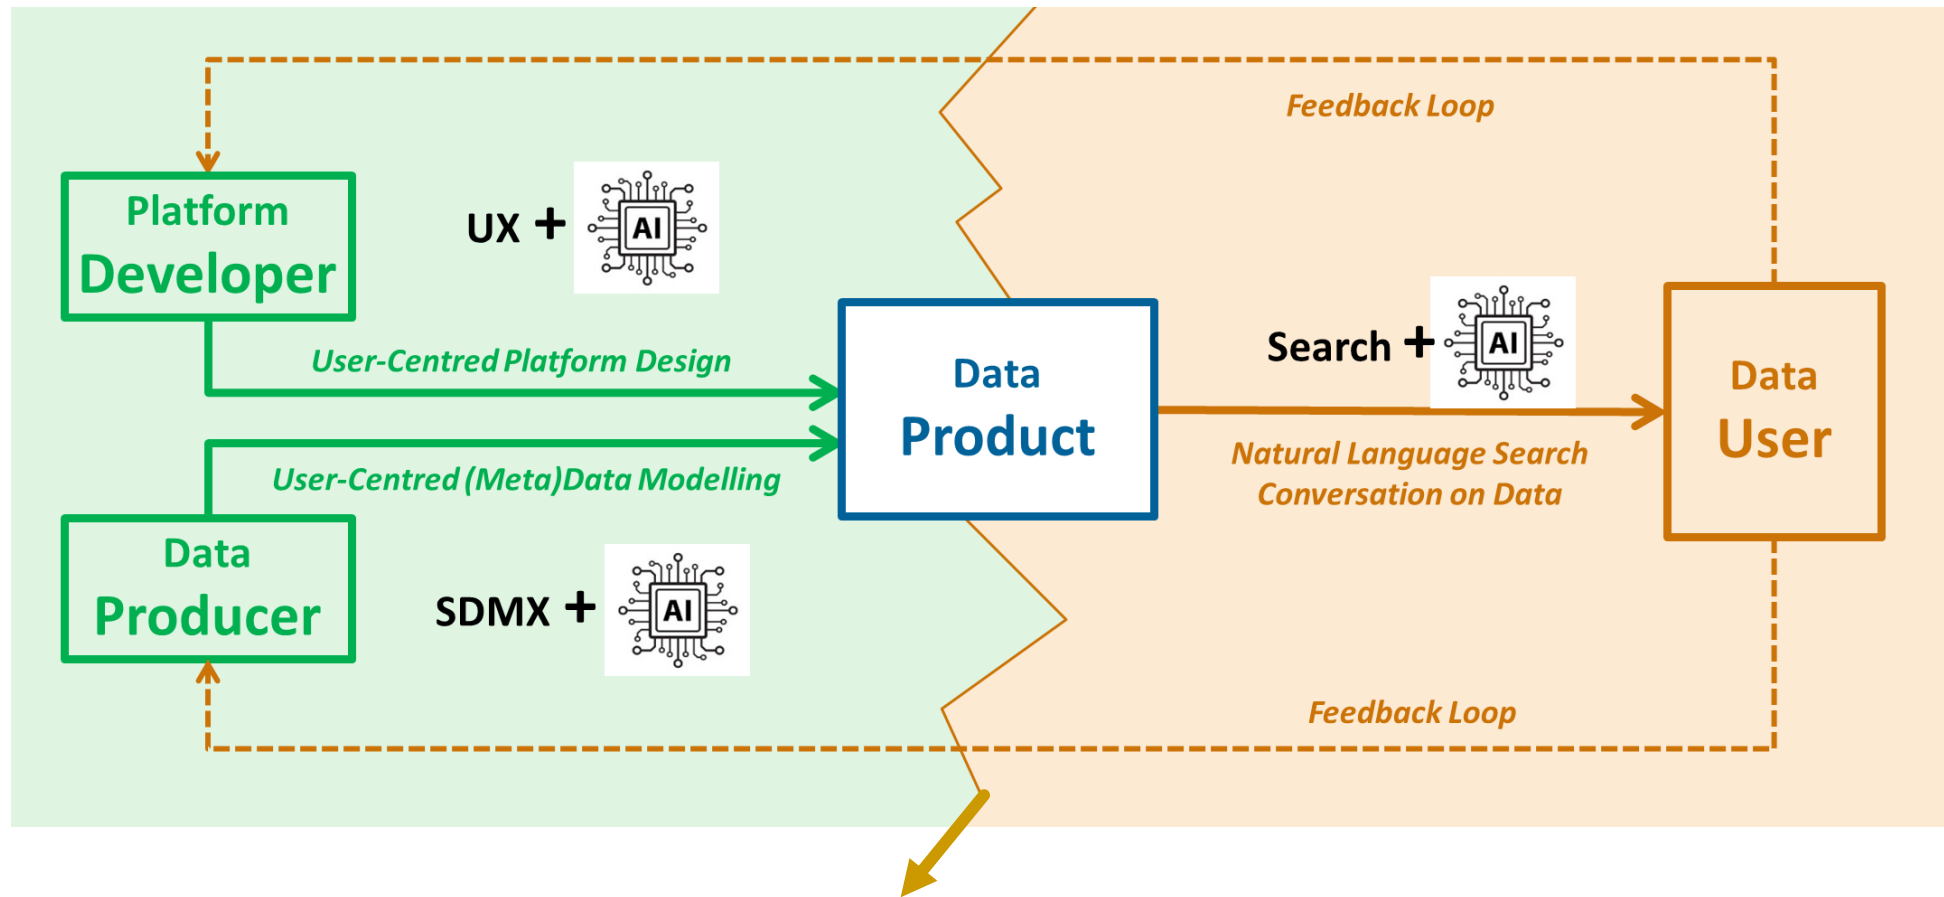 Feedback Loop
Platform
Developer
UX + AI
User-Centred Platform Design
Search + AI
Data
Product
Data
User
Natural Language Search
Conversation on Data
User-Centred (Meta)Data Modelling
Data
Producer
SDMX + AI
Feedback Loop